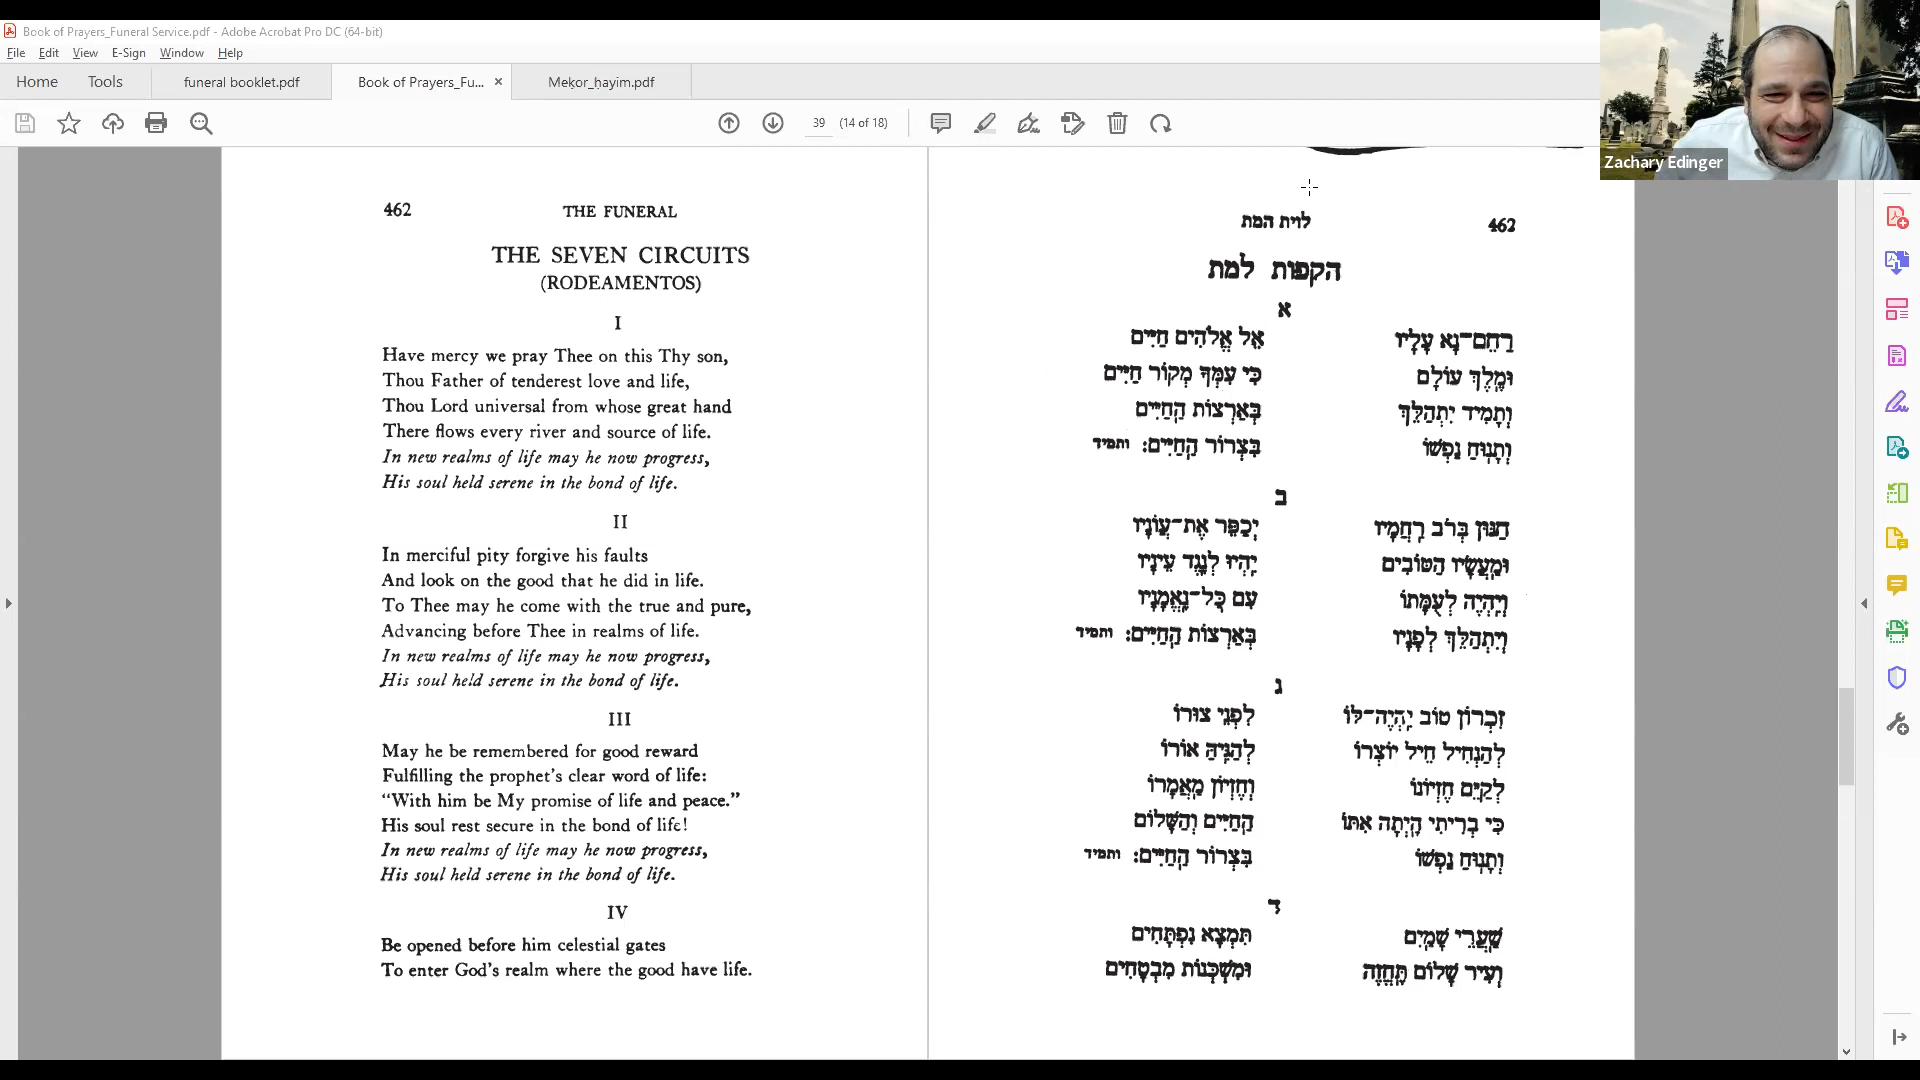 Book of Prayers_Funeral Service.pdf - Adobe Acrobat Pro DC (64-bit)
File Edit View E-Sign Window Help
Home Tools funeral booklet.pdf Book of Prayers_Fu... × Meḳor_ḥayim.pdf
39 (14 of 18)
Zachary Edinger
462 THE FUNERAL
THE SEVEN CIRCUITS
(RODEAMENTOS)
I
Have mercy we pray Thee on this Thy son,
Thou Father of tenderest love and life,
Thou Lord universal from whose great hand
There flows every river and source of life.
In new realms of life may he now progress,
His soul held serene in the bond of life.
II
In merciful pity forgive his faults
And look on the good that he did in life.
To Thee may he come with the true and pure,
Advancing before Thee in realms of life.
In new realms of life may he now progress,
His soul held serene in the bond of life.
III
May he be remembered for good reward
Fulfilling the prophet's clear word of life:
“With him be My promise of life and peace.”
His soul rest secure in the bond of life!
In new realms of life may he now progress,
His soul held serene in the bond of life.
IV
Be opened before him celestial gates
To enter God's realm where the good have life.
לוית המת 462
הקפות למת
א
רַחֶם־נָא עָלָיו אֵל אֱלֹהִים חַיִּים
וּמֶלֶךְ עוֹלָם כִּי עִמְּךָ מְקוֹר חַיִּים
וְתָמִיד יִתְהַלֵּךְ בְּאַרְצוֹת הַחַיִּים
וְתָנוּחַ נַפְשׁוֹ בִּצְרוֹר הַחַיִּים: ותמיד
ב
חַנּוּן בְּרֹב רַחֲמָיו יְכַפֵּר אֶת־עֲוֹנָיו
וּמַעֲשָׂיו הַטּוֹבִים יִהְיוּ לְנֶגֶד עֵינָיו
וְיִהְיֶה לְעֻמָּתוֹ עִם כָּל־נֶאֱמָנָיו
וְיִתְהַלֵּךְ לְפָנָיו בְּאַרְצוֹת הַחַיִּים: ותמיד
ג
זִכְרוֹן טוֹב יִהְיֶה־לּוֹ לִפְנֵי צוּרוֹ
לְהַנְחִיל חֵיל יוֹצְרוֹ לְהַגִּיהַּ אוֹרוֹ
לְקַיֵּם חֶזְיוֹנוֹ וְחֶזְיוֹן מַאֲמָרוֹ
כִּי בְרִיתִי הָיְתָה אִתּוֹ הַחַיִּים וְהַשָּׁלוֹם
וְתָנוּחַ נַפְשׁוֹ בִּצְרוֹר הַחַיִּים: ותמיד
ד
שַׁעֲרֵי שָׁמַיִם תִּמְצָא נִפְתָּחִים
וְעִיר שָׁלוֹם תֶּחֱזֶה וּמִשְׁכְּנוֹת מִבְטָחִים